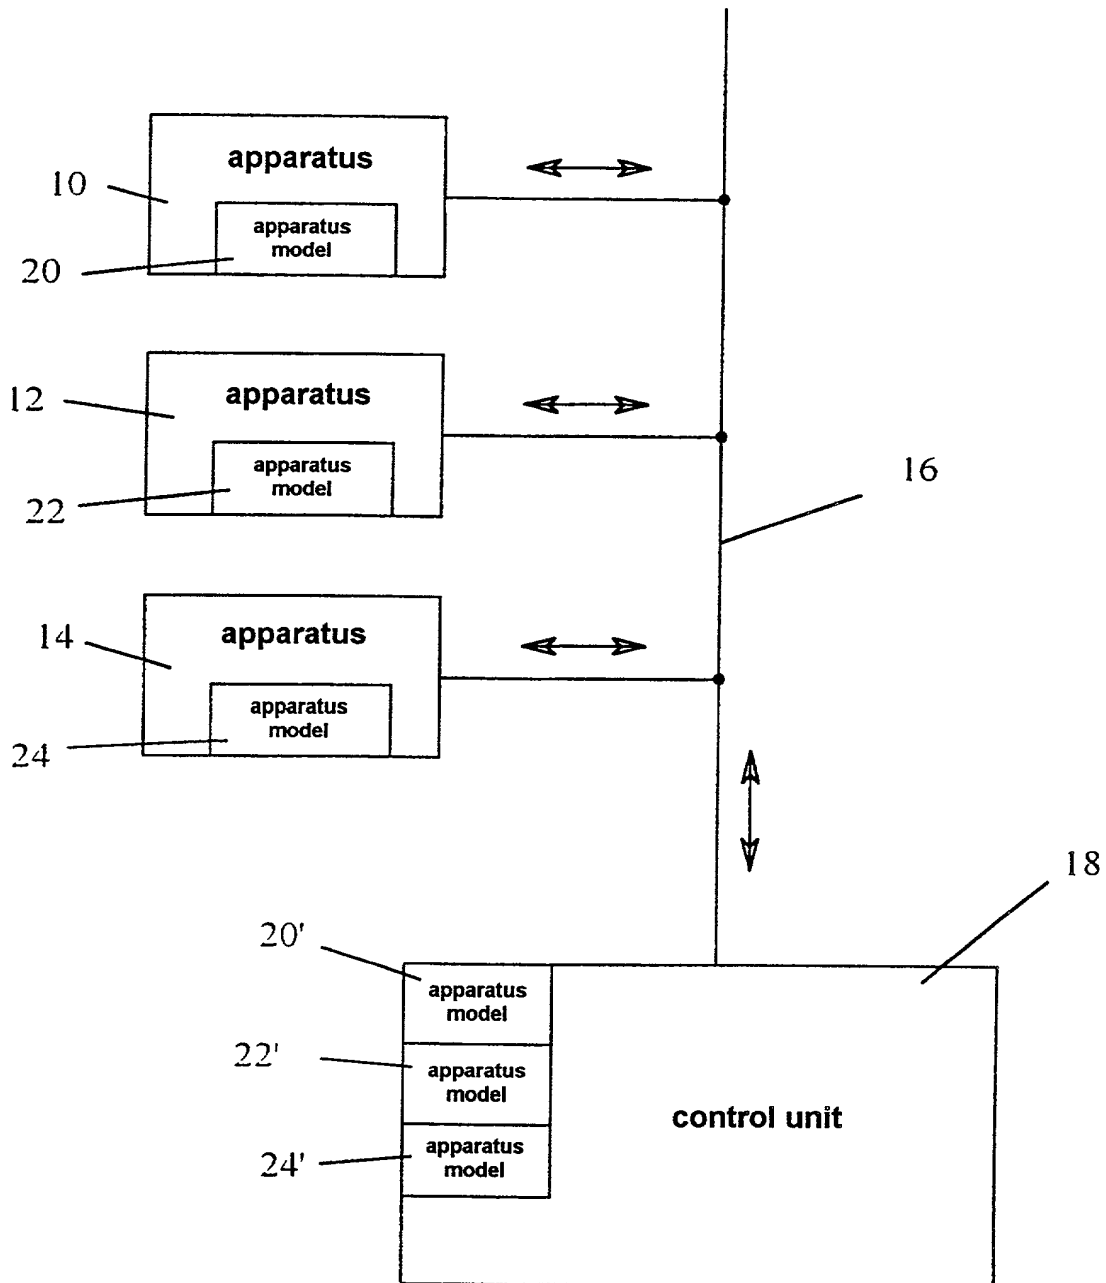 apparatus
10
apparatus
model
20
apparatus
12
apparatus
model
22
16
apparatus
14
apparatus
model
24
18
20'
apparatus
model
22'
apparatus
model
control unit
24'
apparatus
model